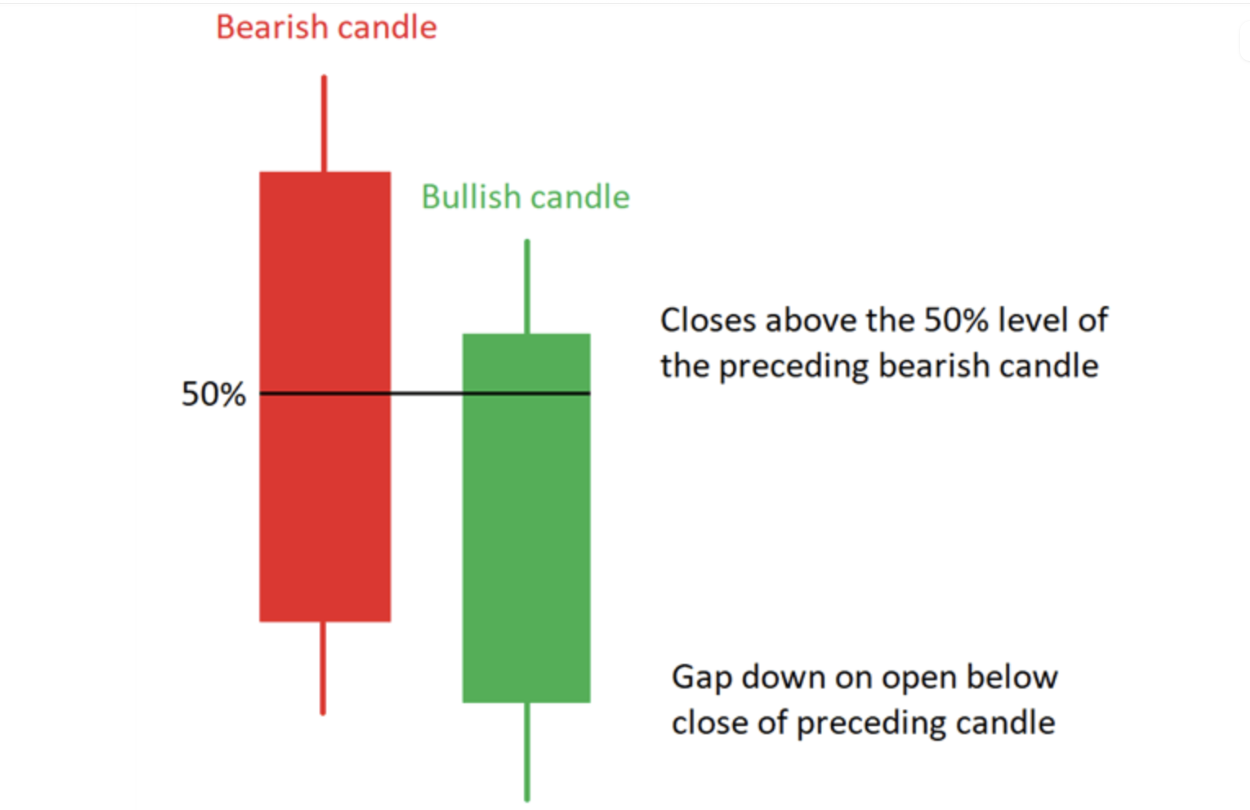 Bearish candle
Bullish candle
Closes above the 50% level of
the preceding bearish candle
50%
Gap down on open below
close of preceding candle